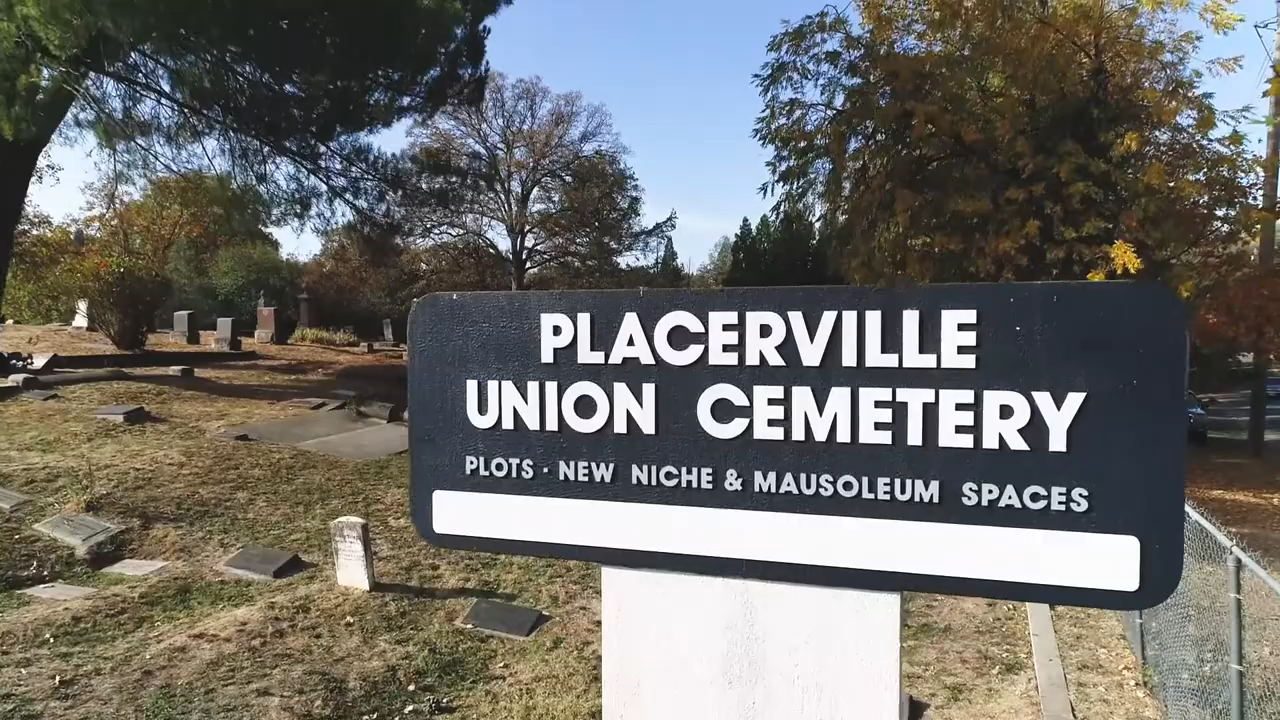 PLACERVILLE
UNION CEMETERY
PLOTS · NEW NICHE & MAUSOLEUM SPACES